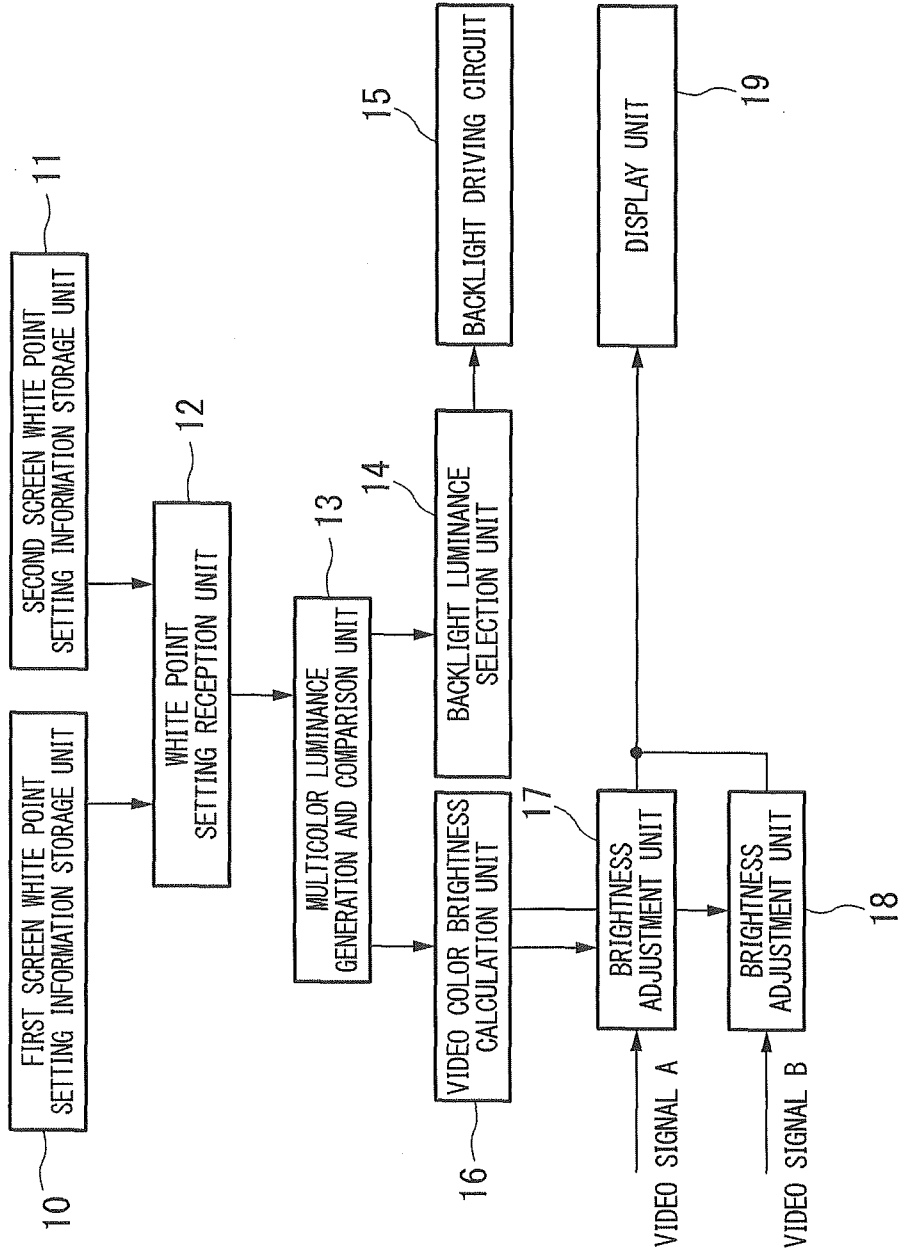 10
FIRST SCREEN WHITE POINT
SETTING INFORMATION STORAGE UNIT
SECOND SCREEN WHITE POINT
SETTING INFORMATION STORAGE UNIT
11
WHITE POINT
SETTING RECEPTION UNIT
12
MULTICOLOR LUMINANCE
GENERATION AND COMPARISON UNIT
13
16
VIDEO COLOR BRIGHTNESS
CALCULATION UNIT
BACKLIGHT LUMINANCE
SELECTION UNIT
14
BACKLIGHT DRIVING CIRCUIT
15
VIDEO SIGNAL A
BRIGHTNESS
ADJUSTMENT UNIT
17
DISPLAY UNIT
19
VIDEO SIGNAL B
BRIGHTNESS
ADJUSTMENT UNIT
18